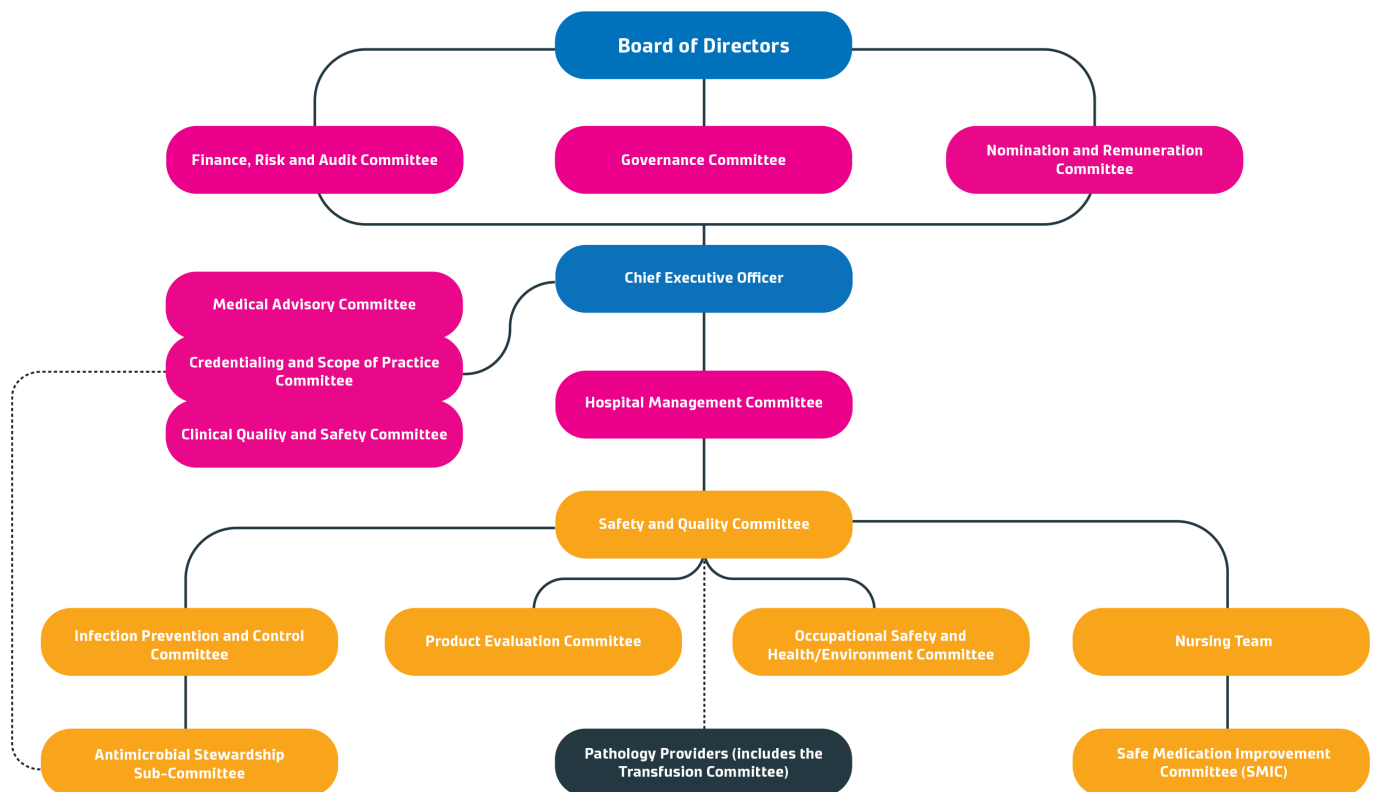 Board of Directors
Finance, Risk and Audit Committee
Governance Committee
Nomination and Remuneration
Committee
Chief Executive Officer
Medical Advisory Committee
Credentialing and Scope of Practice
Committee
Clinical Quality and Safety Committee
Hospital Management Committee
Safety and Quality Committee
Infection Prevention and Control
Committee
Product Evaluation Committee
Occupational Safety and
Health/Environment Committee
Nursing Team
Antimicrobial Stewardship
Sub-Committee
Pathology Providers (includes the
Transfusion Committee)
Safe Medication Improvement
Committee (SMIC)